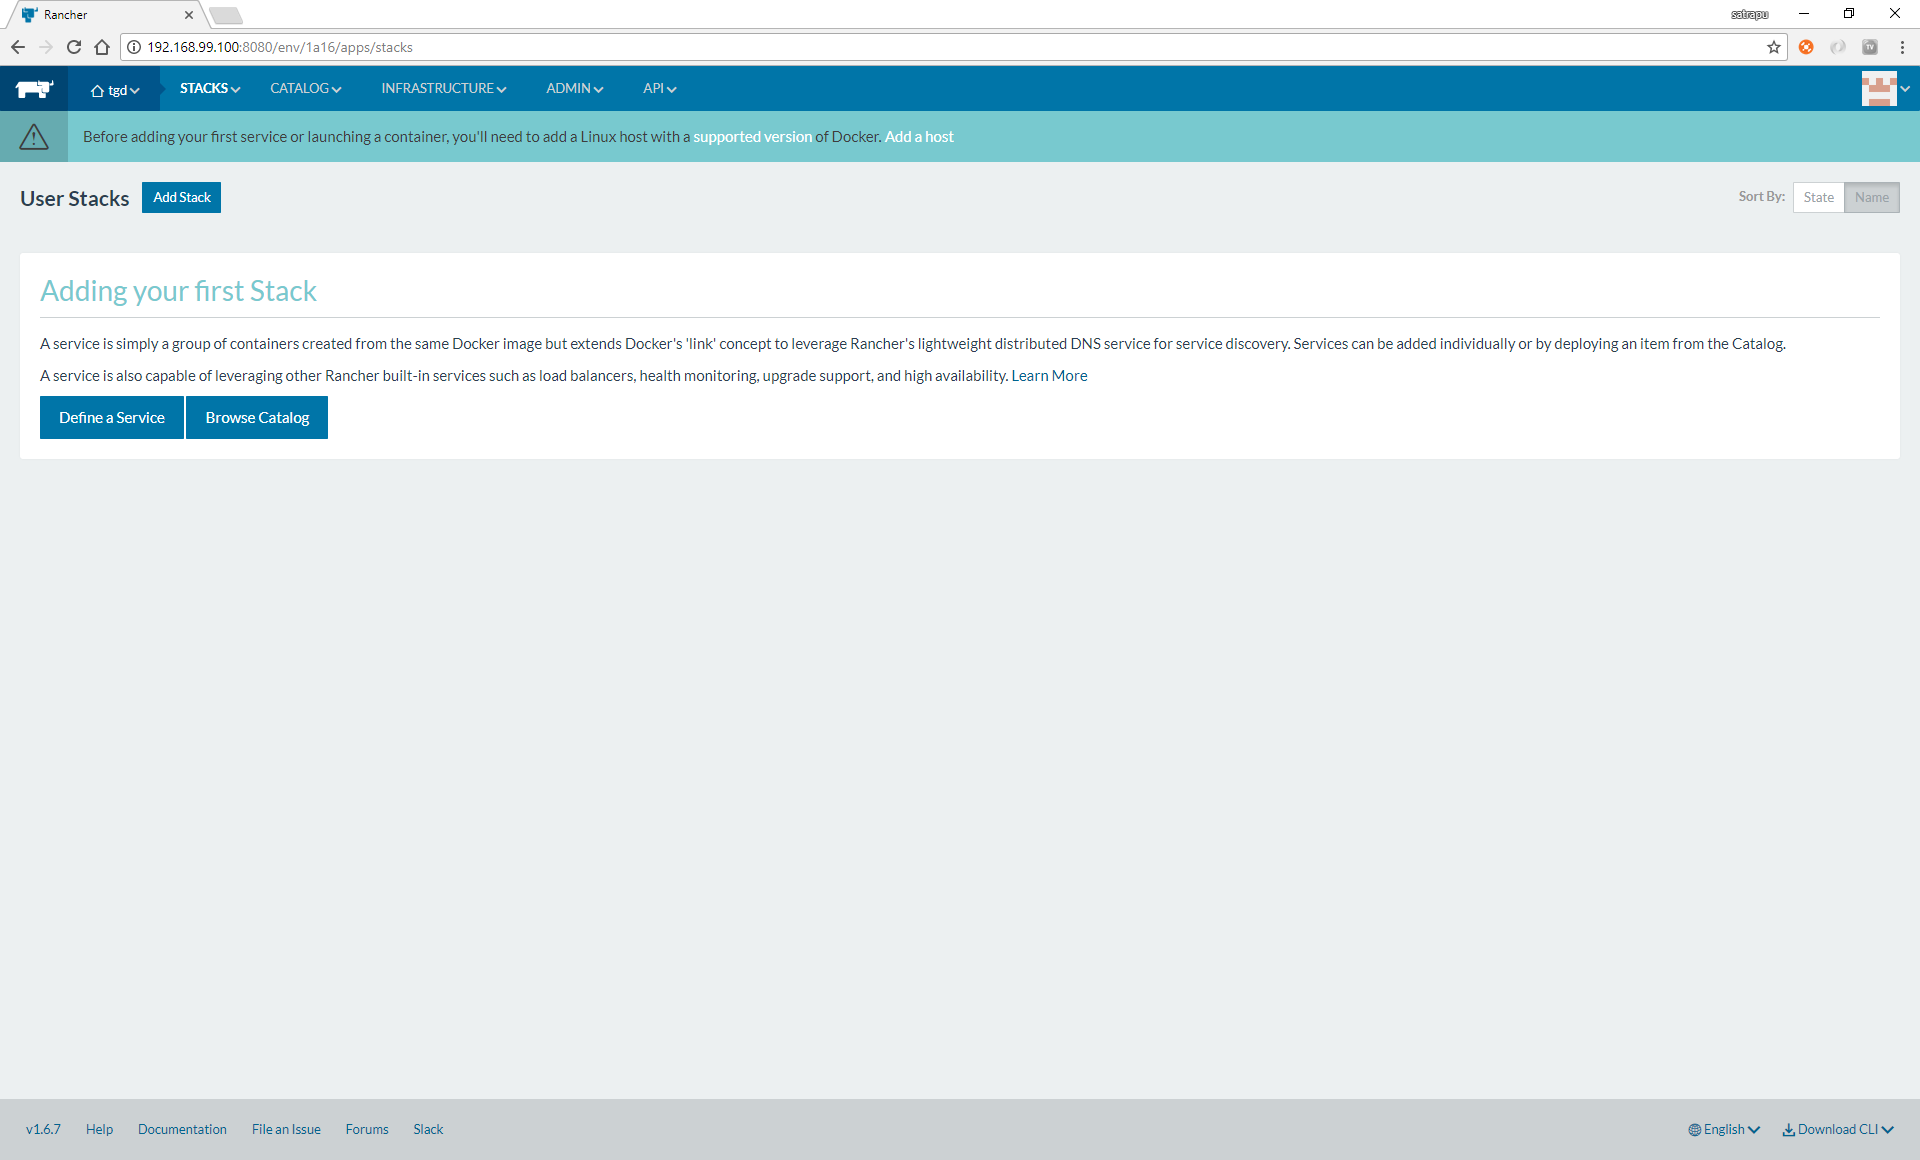 Rancher
satrapu
192.168.99.100:8080/env/1a16/apps/stacks
tgd STACKS CATALOG INFRASTRUCTURE ADMIN API
Before adding your first service or launching a container, you'll need to add a Linux host with a supported version of Docker. Add a host
User Stacks Add Stack Sort By: State Name
Adding your first Stack
A service is simply a group of containers created from the same Docker image but extends Docker's 'link' concept to leverage Rancher's lightweight distributed DNS service for service discovery. Services can be added individually or by deploying an item from the Catalog.
A service is also capable of leveraging other Rancher built-in services such as load balancers, health monitoring, upgrade support, and high availability. Learn More
Define a Service Browse Catalog
v1.6.7 Help Documentation File an Issue Forums Slack English Download CLI